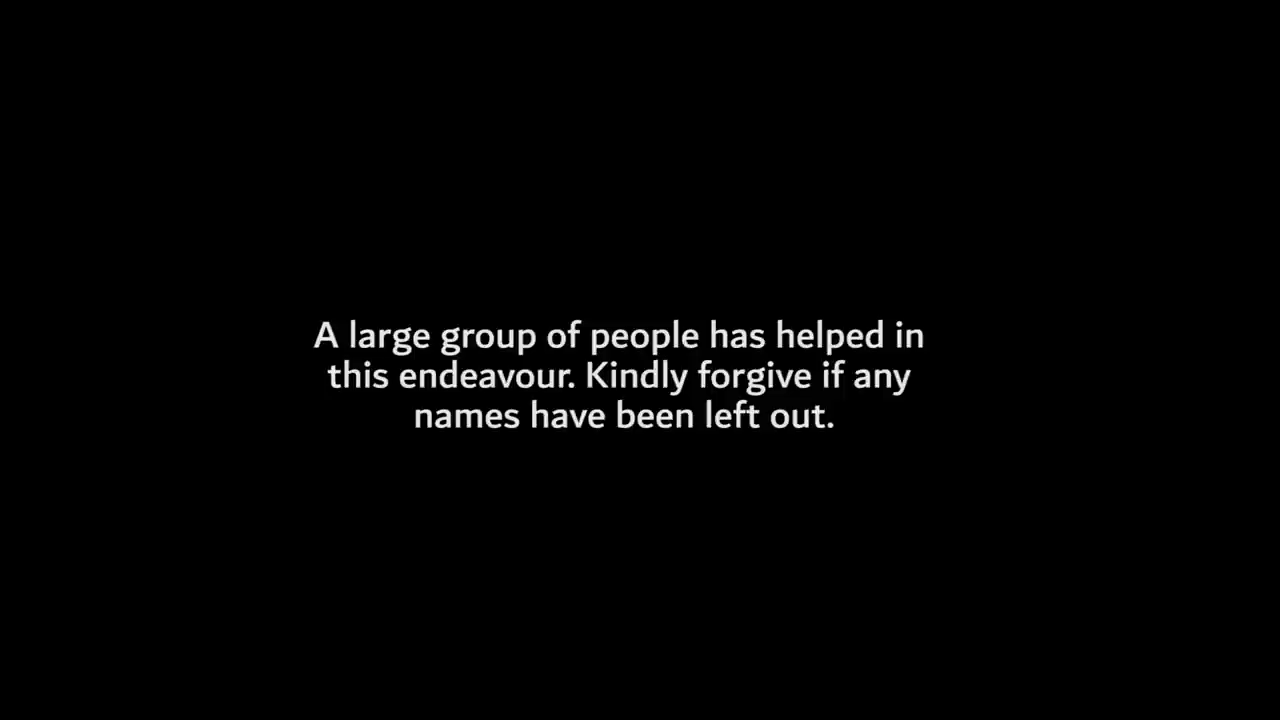 A large group of people has helped in
this endeavour. Kindly forgive if any
names have been left out.